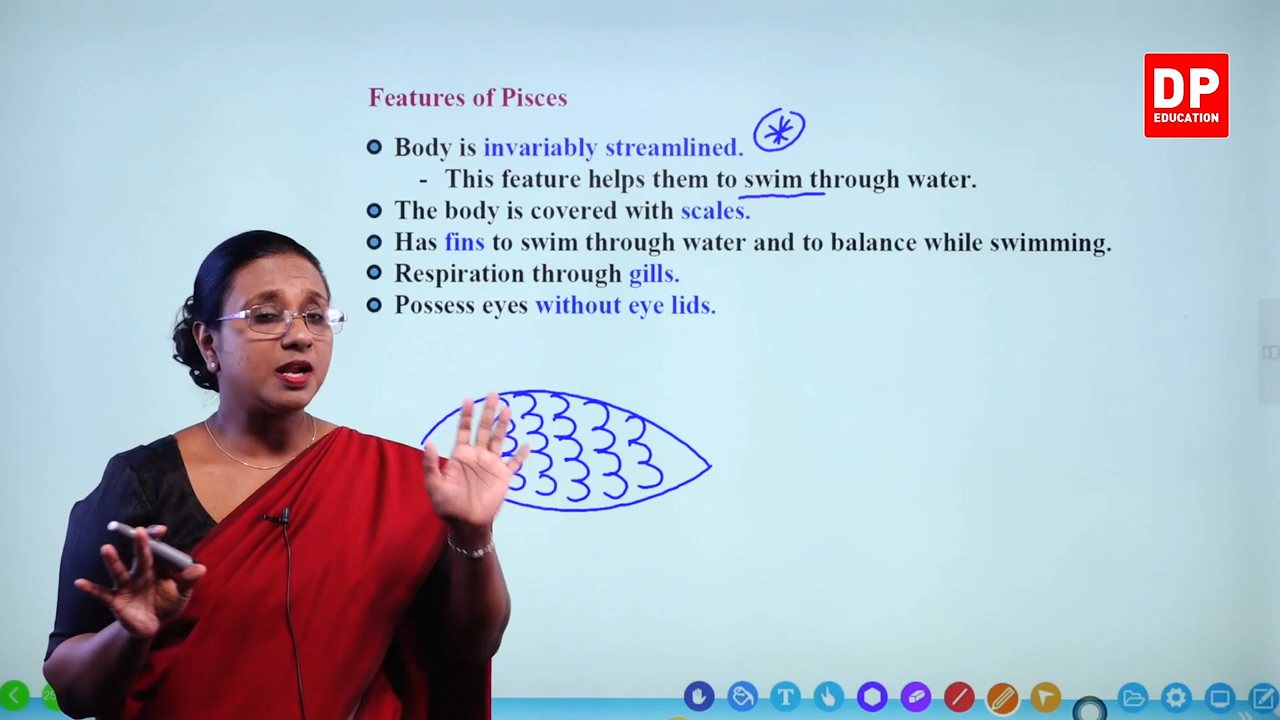 DP
EDUCATION
Features of Pisces
Body is invariably streamlined.
- This feature helps them to swim through water.
The body is covered with scales.
Has fins to swim through water and to balance while swimming.
Respiration through gills.
Possess eyes without eye lids.
25
T